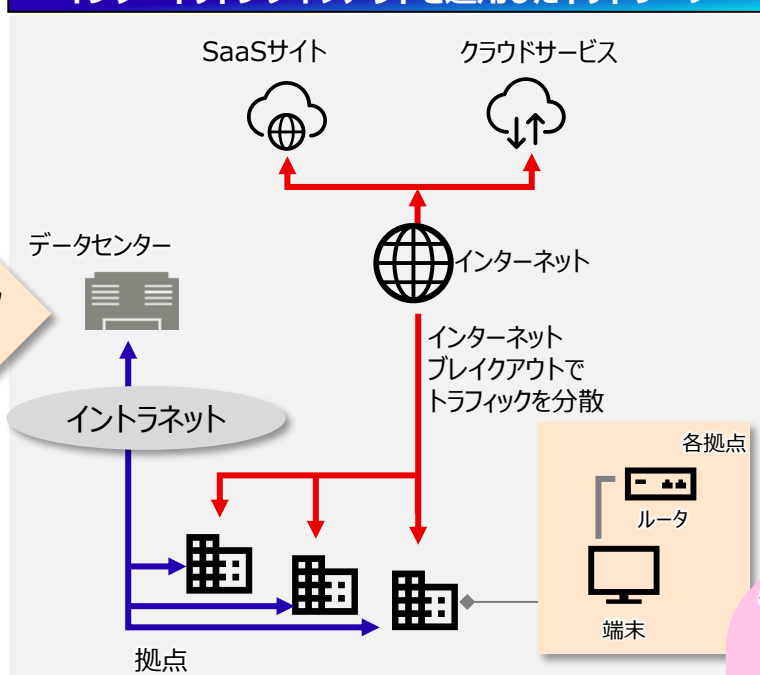 SaaSサイト
クラウドサービス
データセンター
インターネット
インターネット
ブレイクアウトで
トラフィックを分散
イントラネット
各拠点
ルータ
端末
拠点